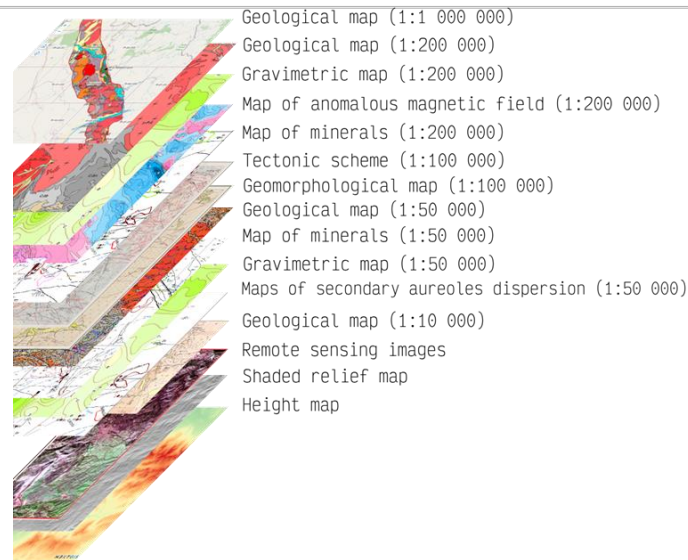 Geological map (1:1 000 000)
Geological map (1:200 000)
Gravimetric map (1:200 000)
Map of anomalous magnetic field (1:200 000)
Map of minerals (1:200 000)
Tectonic scheme (1:100 000)
Geomorphological map (1:100 000)
Geological map (1:50 000)
Map of minerals (1:50 000)
Gravimetric map (1:50 000)
Maps of secondary aureoles dispersion (1:50 000)
Geological map (1:10 000)
Remote sensing images
Shaded relief map
Height map